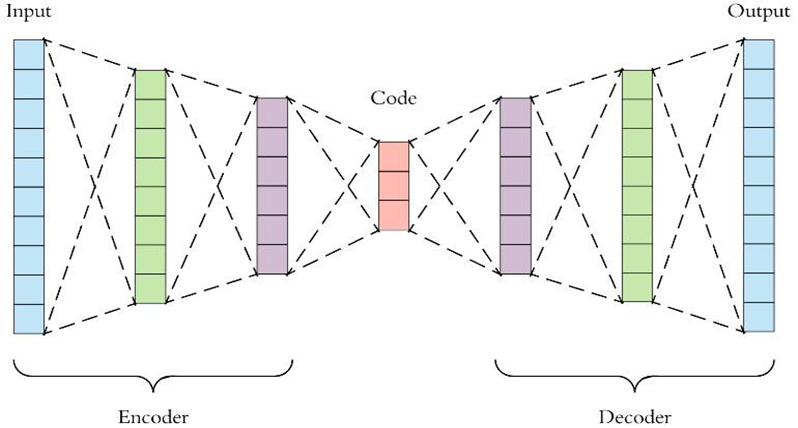 Input
Output
Code
Encoder
Decoder